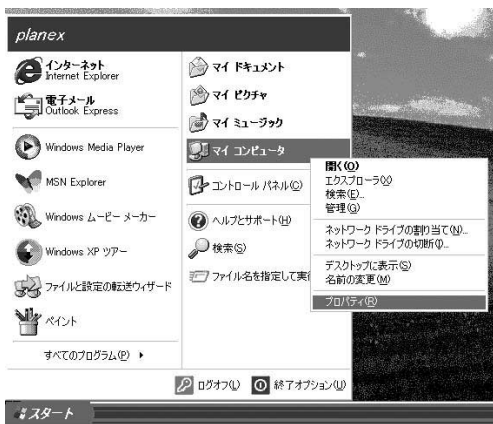 planex
インターネット
Internet Explorer
電子メール
Outlook Express
Windows Media Player
MSN Explorer
Windows ムービー メーカー
Windows XP ツアー
ファイルと設定の転送ウィザード
ペイント
すべてのプログラム(P)
マイ ドキュメント
マイ ピクチャ
マイ ミュージック
マイ コンピュータ
コントロール パネル(C)
ヘルプとサポート(H)
検索(S)
ファイル名を指定して実行
開く(O)
エクスプローラ(X)
検索(E)...
管理(G)
ネットワーク ドライブの割り当て(N)...
ネットワーク ドライブの切断(I)...
デスクトップに表示(S)
名前の変更(M)
プロパティ(R)
ログオフ(L)
終了オプション(U)
スタート